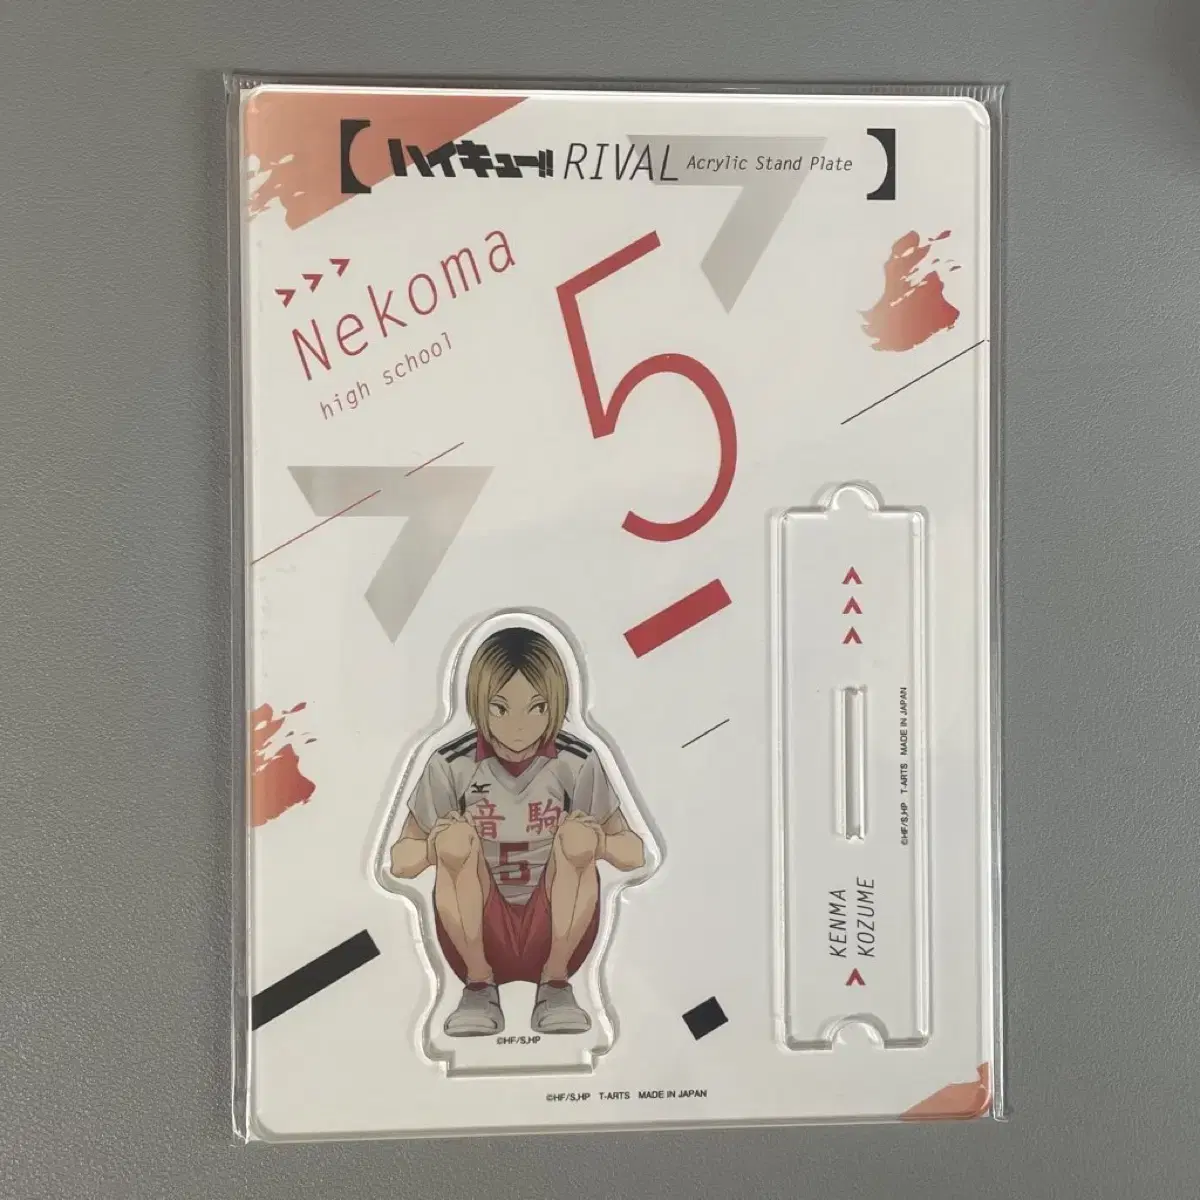 【ハイキュー!! RIVAL Acrylic Stand Plate】
Nekoma
high school
5
音駒
5
©HF/S,HP
KENMA
KOZUME
©HF/S,HP T-ARTS MADE IN JAPAN
©HF/S,HP T-ARTS MADE IN JAPAN